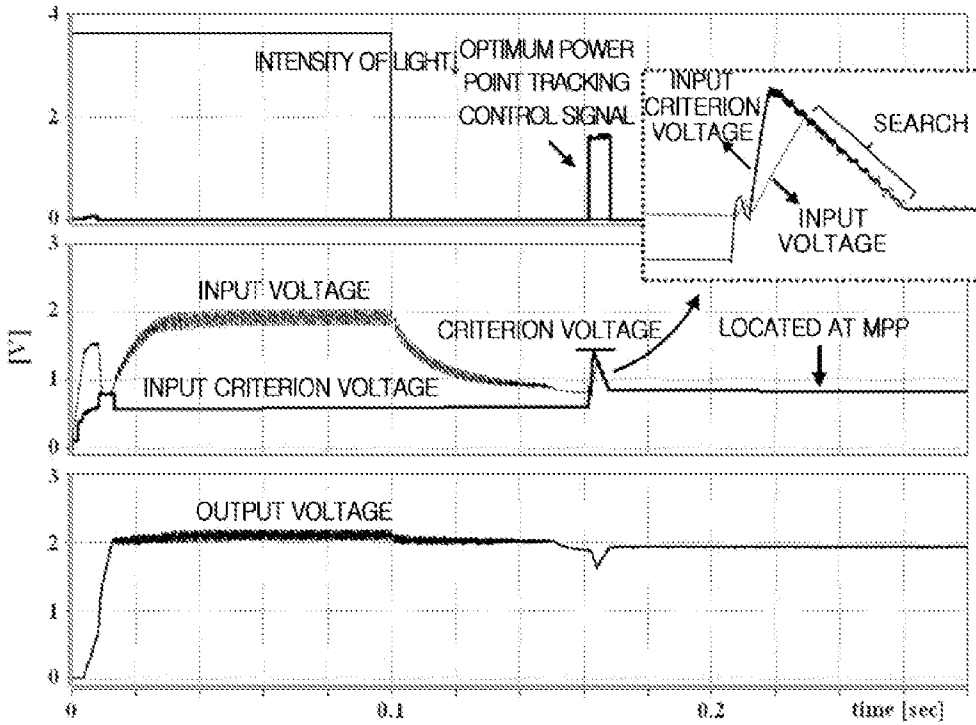 3
INTENSITY OF LIGHT
OPTIMUM POWER
POINT TRACKING
CONTROL SIGNAL
2
0
INPUT
CRITERION
VOLTAGE
SEARCH
INPUT
VOLTAGE
3
INPUT VOLTAGE
2
CRITERION VOLTAGE
LOCATED AT MPP
[V]
1
INPUT CRITERION VOLTAGE
0
3
OUTPUT VOLTAGE
2
1
0
0
0.1
0.2
time [sec]